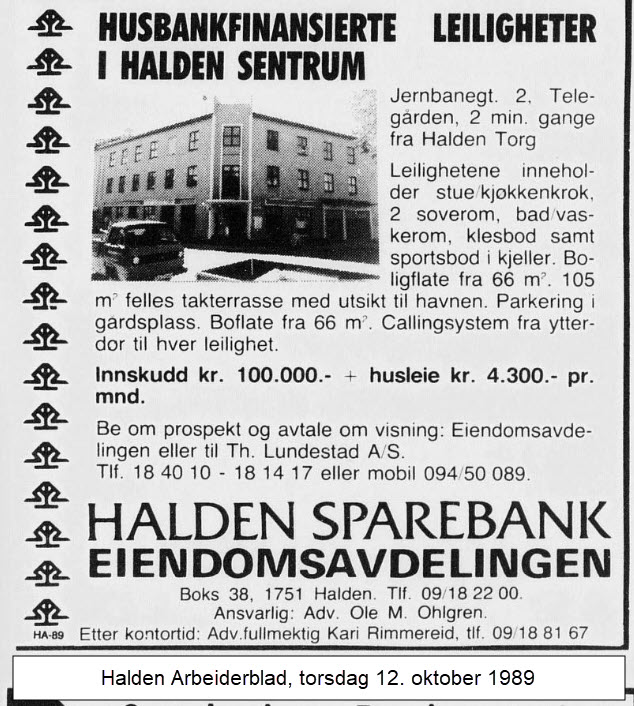 HUSBANKFINANSIERTE LEILIGHETER
I HALDEN SENTRUM
Jernbanegt. 2, Tele-
gården, 2 min. gange
fra Halden Torg
Leilighetene innehol-
der stue/kjøkkenkrok,
2 soverom, bad/vas-
kerom, klesbod samt
sportsbod i kjeller. Bo-
ligflate fra 66 m². 105
m² felles takterrasse med utsikt til havnen. Parkering i
gårdsplass. Boflate fra 66 m². Callingsystem fra ytter-
dor til hver leilighet.
Innskudd kr. 100.000.- + husleie kr. 4.300.- pr.
mnd.
Be om prospekt og avtale om visning: Eiendomsavde-
lingen eller til Th. Lundestad A/S.
Tlf. 18 40 10 - 18 14 17 eller mobil 094/50 089.
HALDEN SPAREBANK
EIENDOMSAVDELINGEN
Boks 38, 1751 Halden. Tlf. 09/18 22 00.
Ansvarlig: Adv. Ole M. Ohlgren.
HA-89 Etter kontortid: Adv.fullmektig Kari Rimmereid, tlf. 09/18 81 67
Halden Arbeiderblad, torsdag 12. oktober 1989